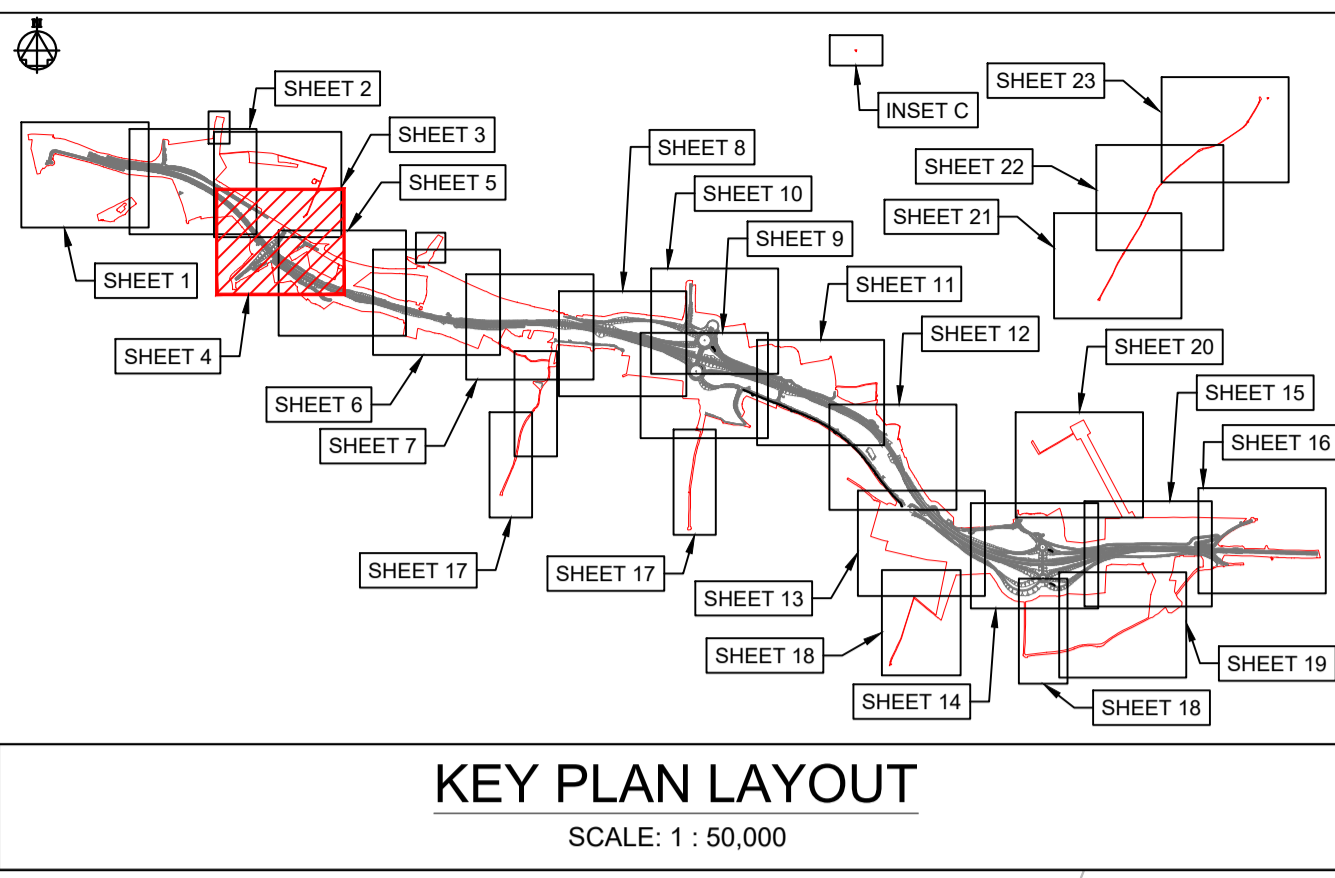 SHEET 2
SHEET 3
SHEET 5
SHEET 8
SHEET 10
SHEET 9
SHEET 11
SHEET 12
INSET C
SHEET 23
SHEET 22
SHEET 21
SHEET 1
SHEET 4
SHEET 6
SHEET 7
SHEET 20
SHEET 15
SHEET 16
SHEET 17
SHEET 17
SHEET 13
SHEET 18
SHEET 14
SHEET 18
SHEET 19
KEY PLAN LAYOUT
SCALE: 1 : 50,000